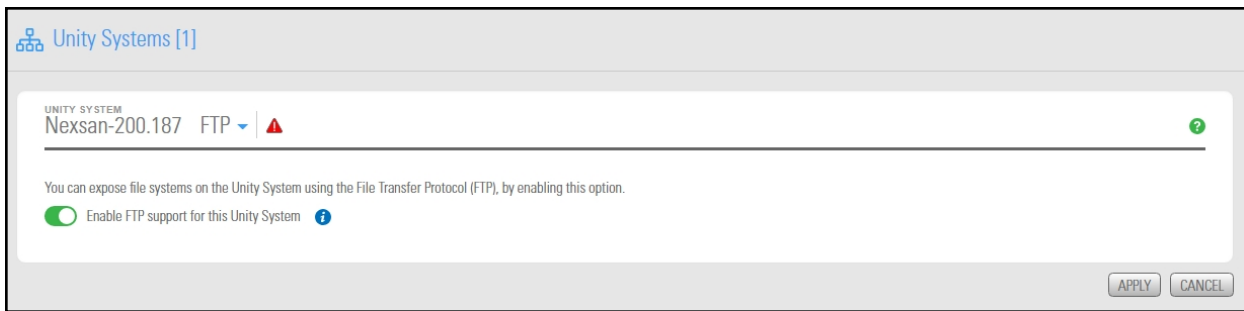 Unity Systems [1]
UNITY SYSTEM
Nexsan-200.187 FTP
You can expose file systems on the Unity System using the File Transfer Protocol (FTP), by enabling this option.
Enable FTP support for this Unity System
APPLY CANCEL